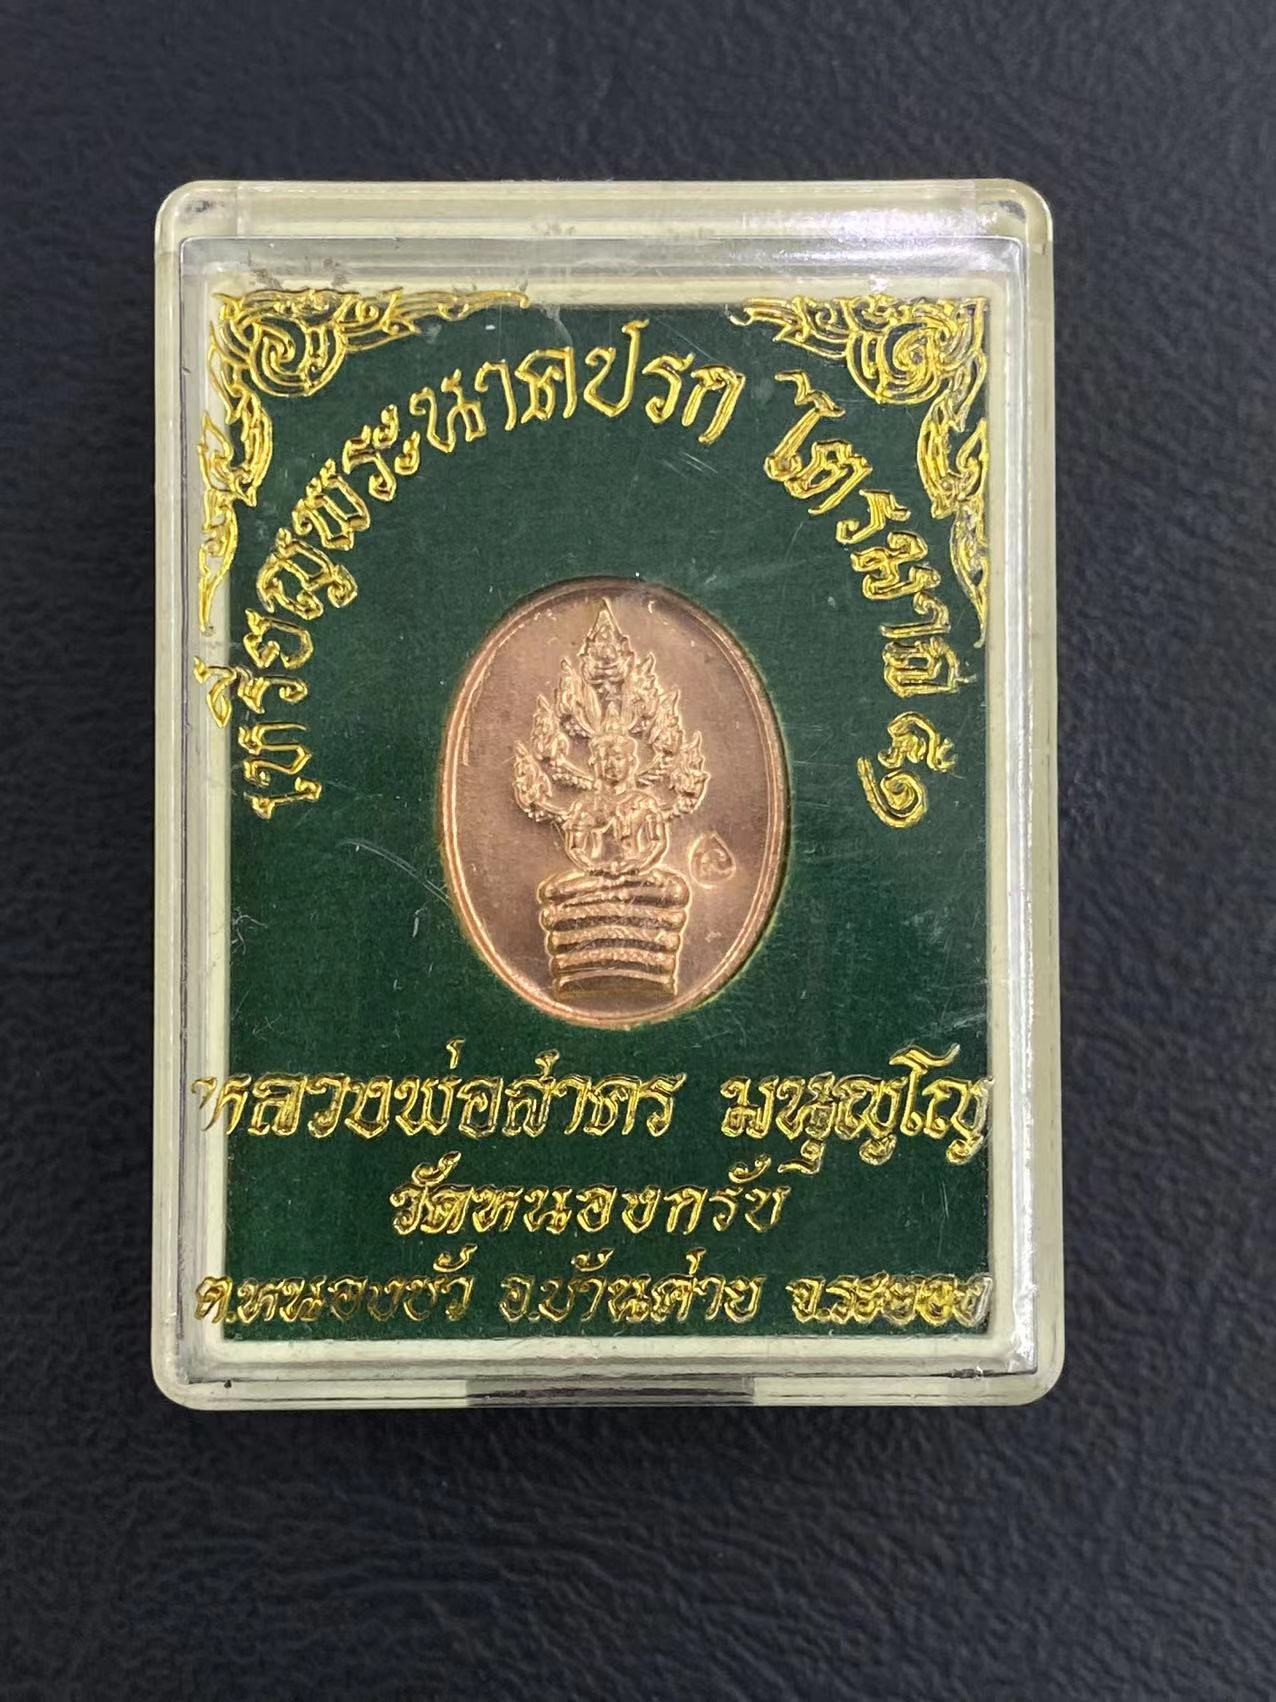 เหรียญพระนาคปรก ไตรมาส ๕๑
หลวงพ่อสาคร มนุญฺโญ
วัดหนองกรับ
ต.หนองบัว อ.บ้านค่าย จ.ระยอง